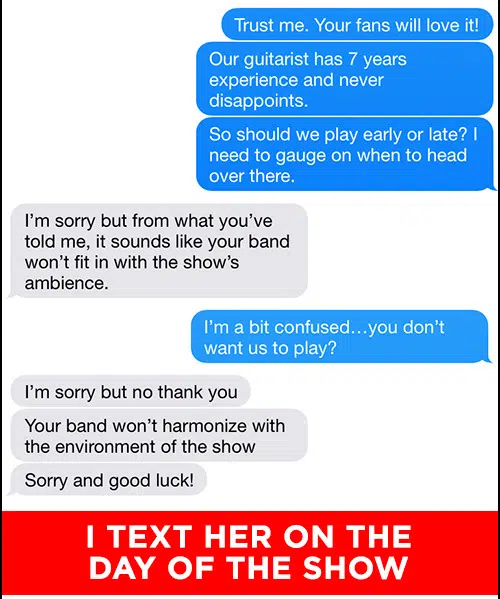 Trust me. Your fans will love it!
Our guitarist has 7 years
experience and never
disappoints.
So should we play early or late? I
need to gauge on when to head
over there.
I'm sorry but from what you've
told me, it sounds like your band
won't fit in with the show's
ambience.
I'm a bit confused...you don't
want us to play?
I'm sorry but no thank you
Your band won't harmonize with
the environment of the show
Sorry and good luck!
I TEXT HER ON THE
DAY OF THE SHOW